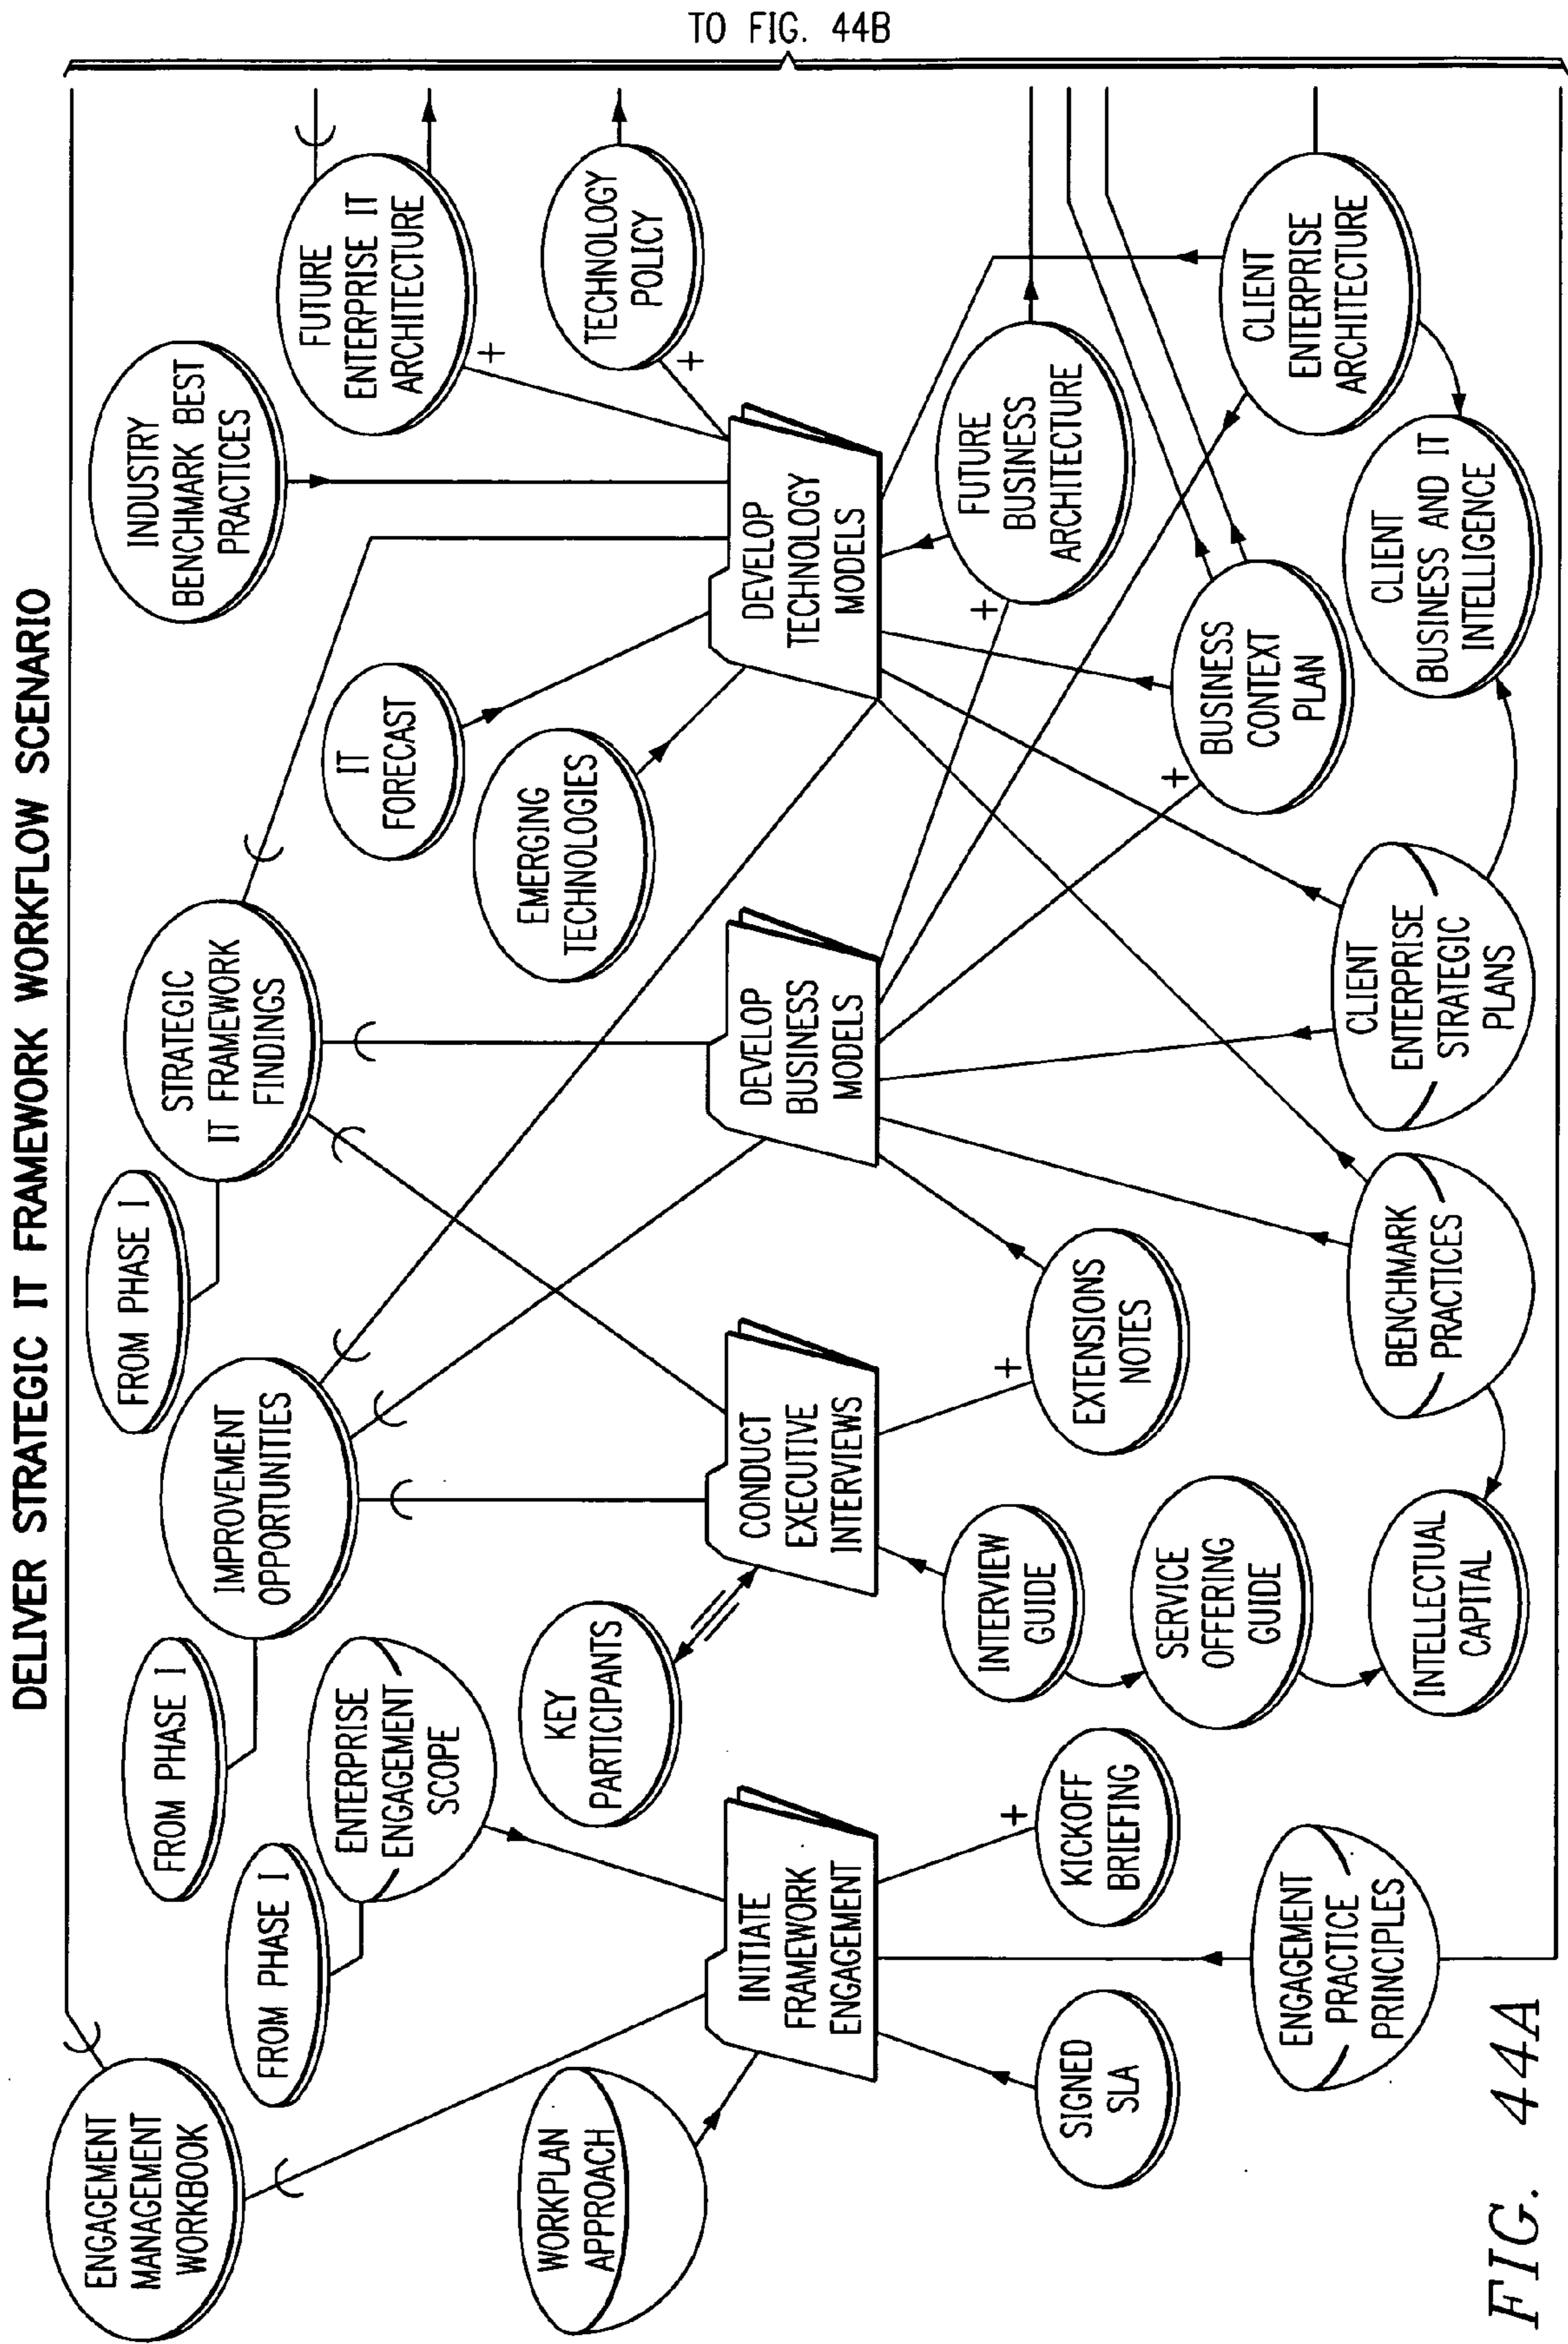 DELIVER STRATEGIC IT FRAMEWORK WORKFLOW SCENARIO
TO FIG. 44B
ENGAGEMENT
MANAGEMENT
WORKBOOK
FROM PHASE I
FROM PHASE I
FROM PHASE I
STRATEGIC
IT FRAMEWORK
FINDINGS
INDUSTRY
BENCHMARK BEST
PRACTICES
IMPROVEMENT
OPPORTUNITIES
FUTURE
ENTERPRISE IT
ARCHITECTURE
ENTERPRISE
ENGAGEMENT
SCOPE
IT
FORECAST
WORKPLAN
APPROACH
KEY
PARTICIPANTS
EMERGING
TECHNOLOGIES
TECHNOLOGY
POLICY
+
+
INITIATE
FRAMEWORK
ENGAGEMENT
CONDUCT
EXECUTIVE
INTERVIEWS
DEVELOP
BUSINESS
MODELS
DEVELOP
TECHNOLOGY
MODELS
+
+
+
+
SIGNED
SLA
KICKOFF
BRIEFING
INTERVIEW
GUIDE
EXTENSIONS
NOTES
FUTURE
BUSINESS
ARCHITECTURE
SERVICE
OFFERING
GUIDE
BUSINESS
CONTEXT
PLAN
CLIENT
ENTERPRISE
ARCHITECTURE
ENGAGEMENT
PRACTICE
PRINCIPLES
INTELLECTUAL
CAPITAL
BENCHMARK
PRACTICES
CLIENT
ENTERPRISE
STRATEGIC
PLANS
CLIENT
BUSINESS AND IT
INTELLIGENCE
FIG. 44A